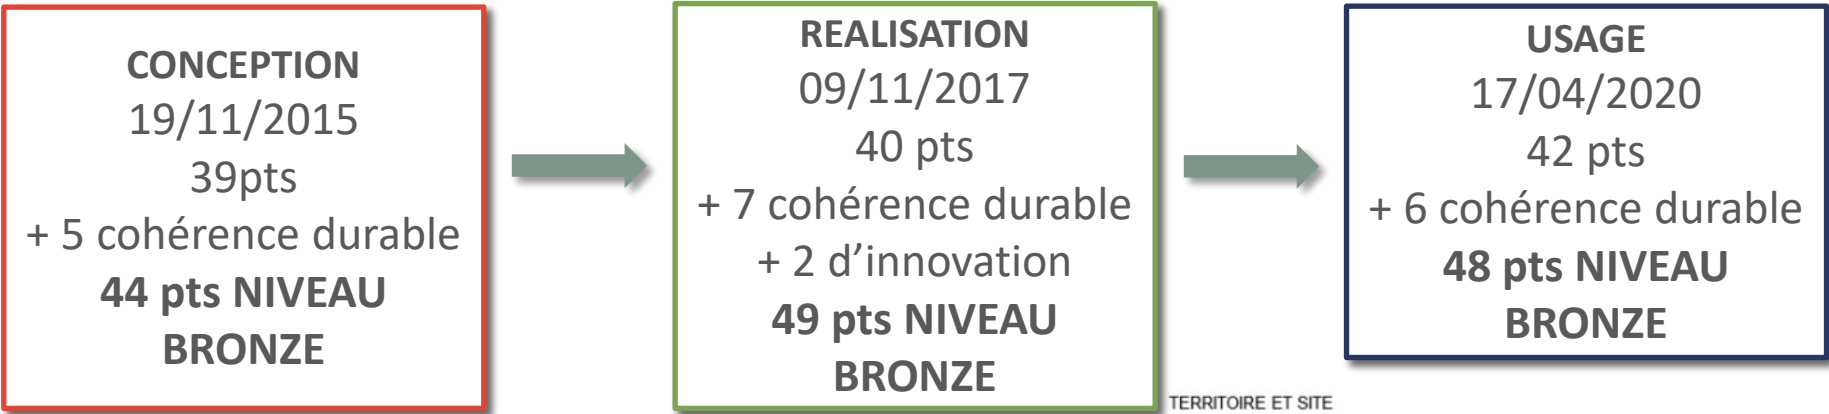 CONCEPTION
19/11/2015
39pts
+ 5 cohérence durable
44 pts NIVEAU
BRONZE
REALISATION
09/11/2017
40 pts
+ 7 cohérence durable
+ 2 d’innovation
49 pts NIVEAU
BRONZE
USAGE
17/04/2020
42 pts
+ 6 cohérence durable
48 pts NIVEAU
BRONZE
TERRITOIRE ET SITE